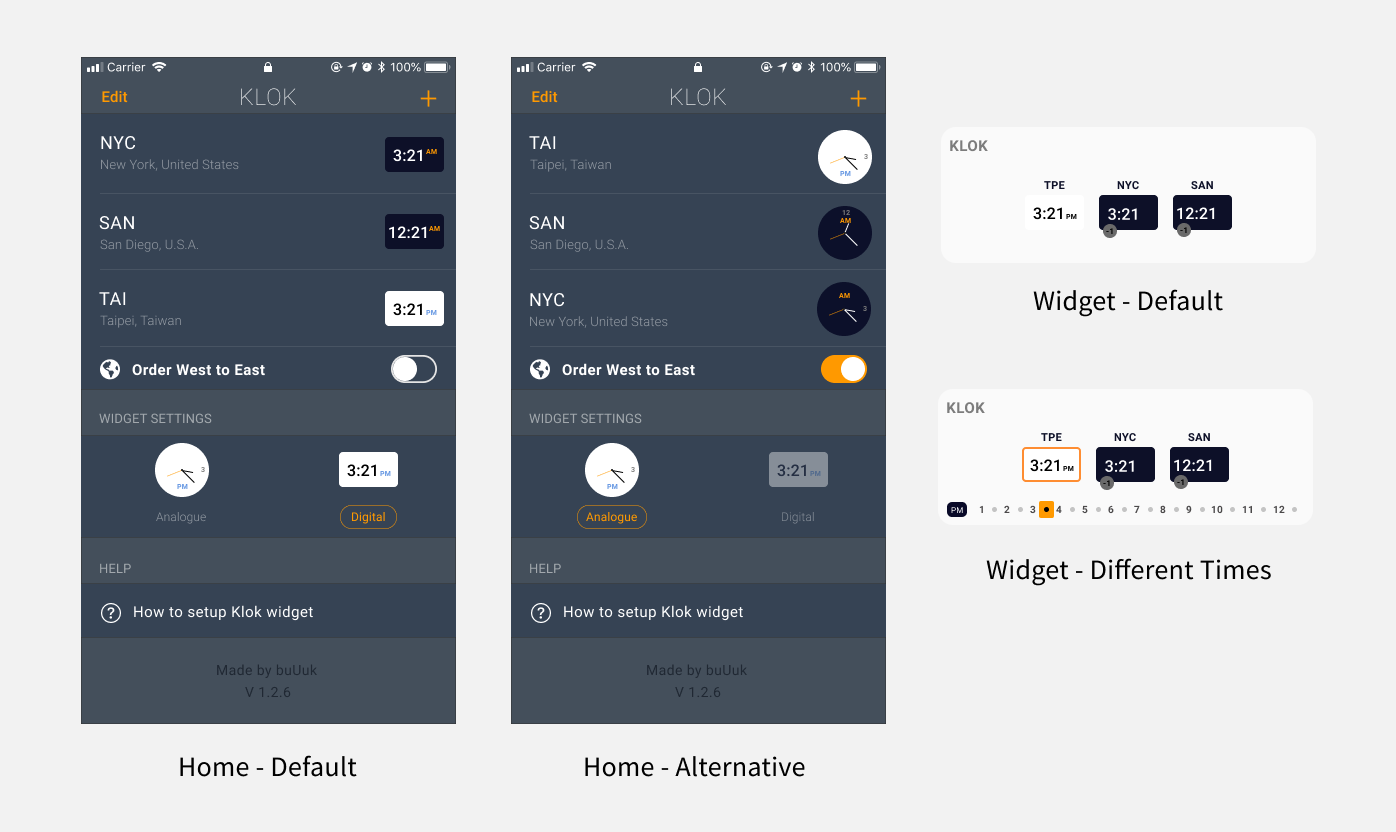 Carrier 100%
Edit KLOK +
NYC
New York, United States
3:21 AM
SAN
San Diego, U.S.A.
12:21 AM
TAI
Taipei, Taiwan
3:21 PM
Order West to East
WIDGET SETTINGS
3
PM
3:21 PM
Analogue Digital
HELP
? How to setup Klok widget
Made by buUuk
V 1.2.6
Home - Default
Carrier 100%
Edit KLOK +
TAI
Taipei, Taiwan
3
PM
SAN
San Diego, U.S.A.
12
AM
NYC
New York, United States
AM
3
Order West to East
WIDGET SETTINGS
3
PM
3:21 PM
Analogue Digital
HELP
? How to setup Klok widget
Made by buUuk
V 1.2.6
Home - Alternative
KLOK
TPE NYC SAN
3:21 PM 3:21 12:21
-1 -1
Widget - Default
KLOK
TPE NYC SAN
3:21 PM 3:21 12:21
-1 -1
PM 1 2 3 4 5 6 7 8 9 10 11 12
Widget - Different Times